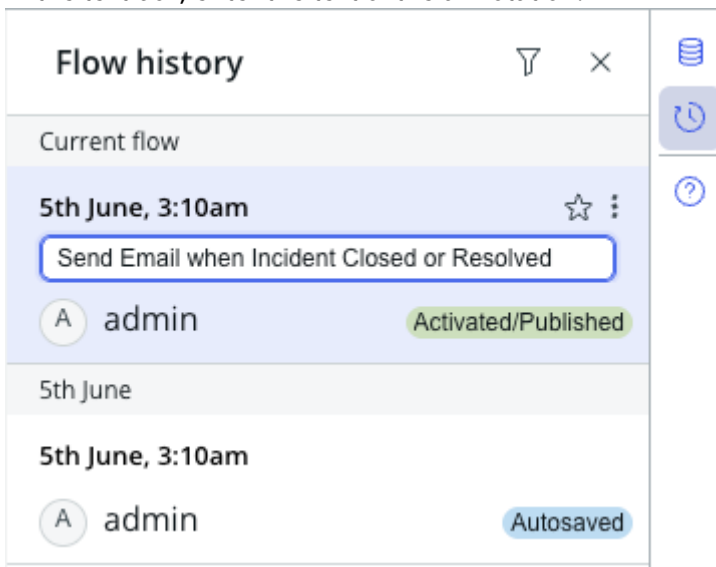 Flow history
Current flow
5th June, 3:10am
Send Email when Incident Closed or Resolved
A admin Activated/Published
5th June
5th June, 3:10am
A admin Autosaved